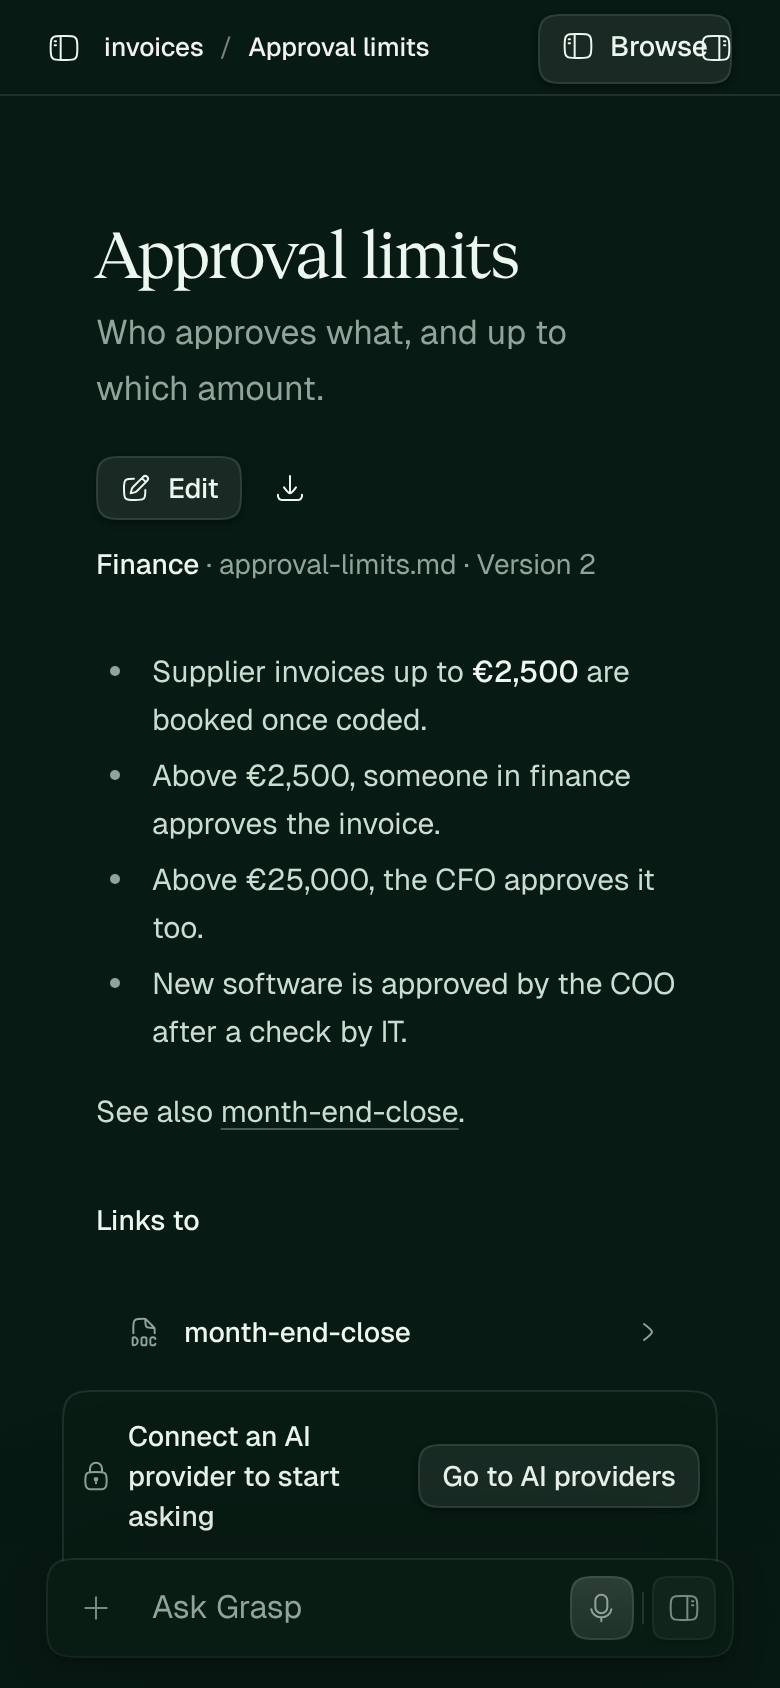 invoices / Approval limits
Browse
Approval limits
Who approves what, and up to
which amount.
Edit
Finance · approval-limits.md · Version 2
• Supplier invoices up to €2,500 are
booked once coded.
• Above €2,500, someone in finance
approves the invoice.
• Above €25,000, the CFO approves it
too.
• New software is approved by the COO
after a check by IT.
See also month-end-close.
Links to
DOC
month-end-close
Connect an AI
provider to start
asking
Go to AI providers
Ask Grasp